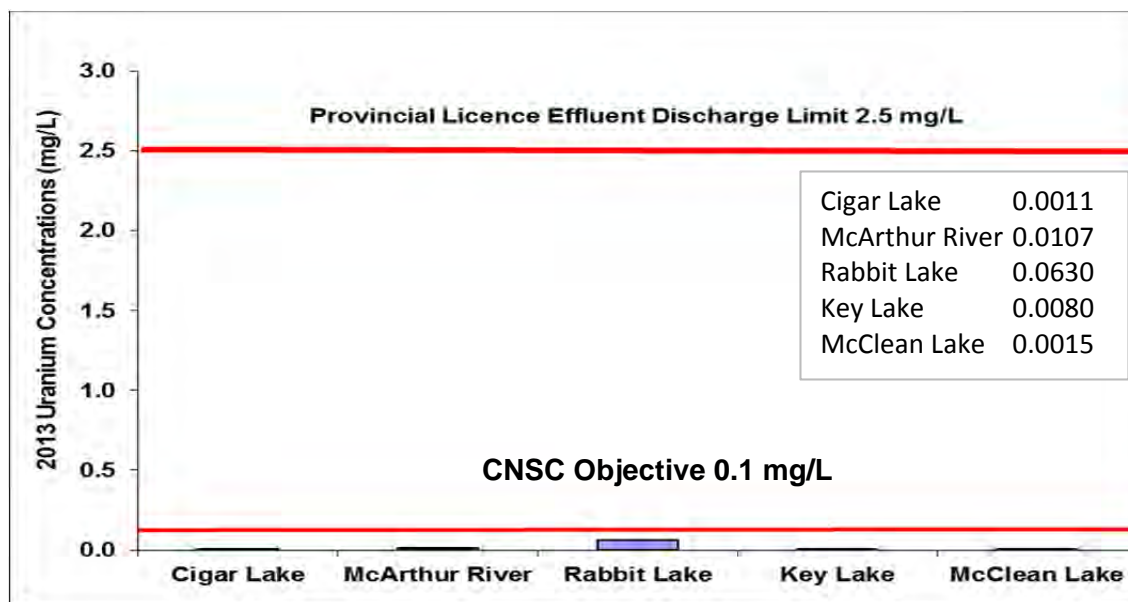 2013 Uranium Concentrations (mg/L)
3.0
2.5
2.0
1.5
1.0
0.5
0.0
Provincial Licence Effluent Discharge Limit 2.5 mg/L
Cigar Lake 0.0011
McArthur River 0.0107
Rabbit Lake 0.0630
Key Lake 0.0080
McClean Lake 0.0015
CNSC Objective 0.1 mg/L
Cigar Lake McArthur River Rabbit Lake Key Lake McClean Lake